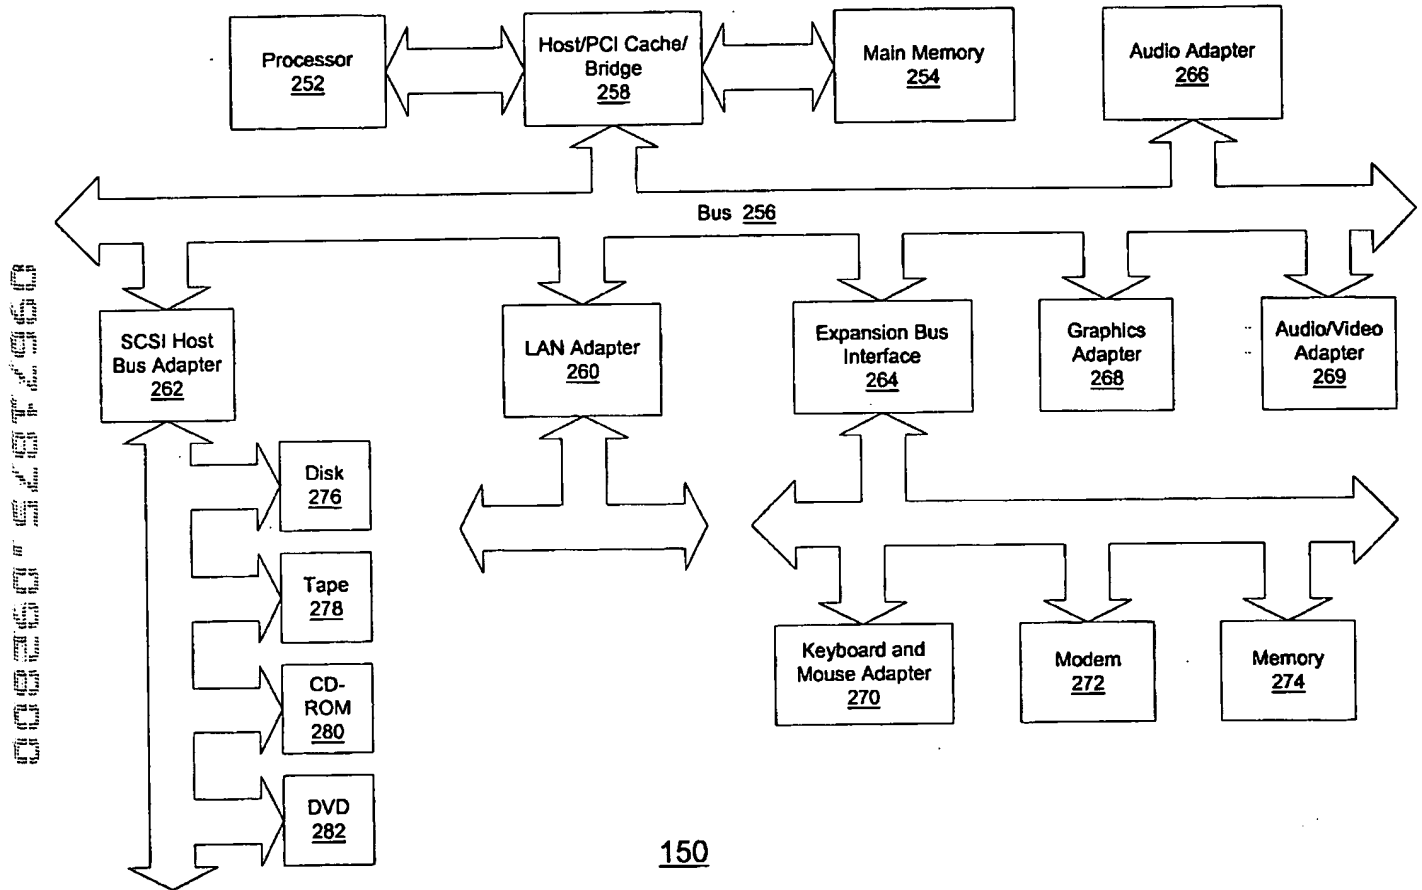 Processor
252
Host/PCI Cache/
Bridge
258
Main Memory
254
Audio Adapter
266
Bus 256
SCSI Host
Bus Adapter
262
LAN Adapter
260
Expansion Bus
Interface
264
Graphics
Adapter
268
Audio/Video
Adapter
269
Disk
276
Tape
278
CD-
ROM
280
DVD
282
Keyboard and
Mouse Adapter
270
Modem
272
Memory
274
150